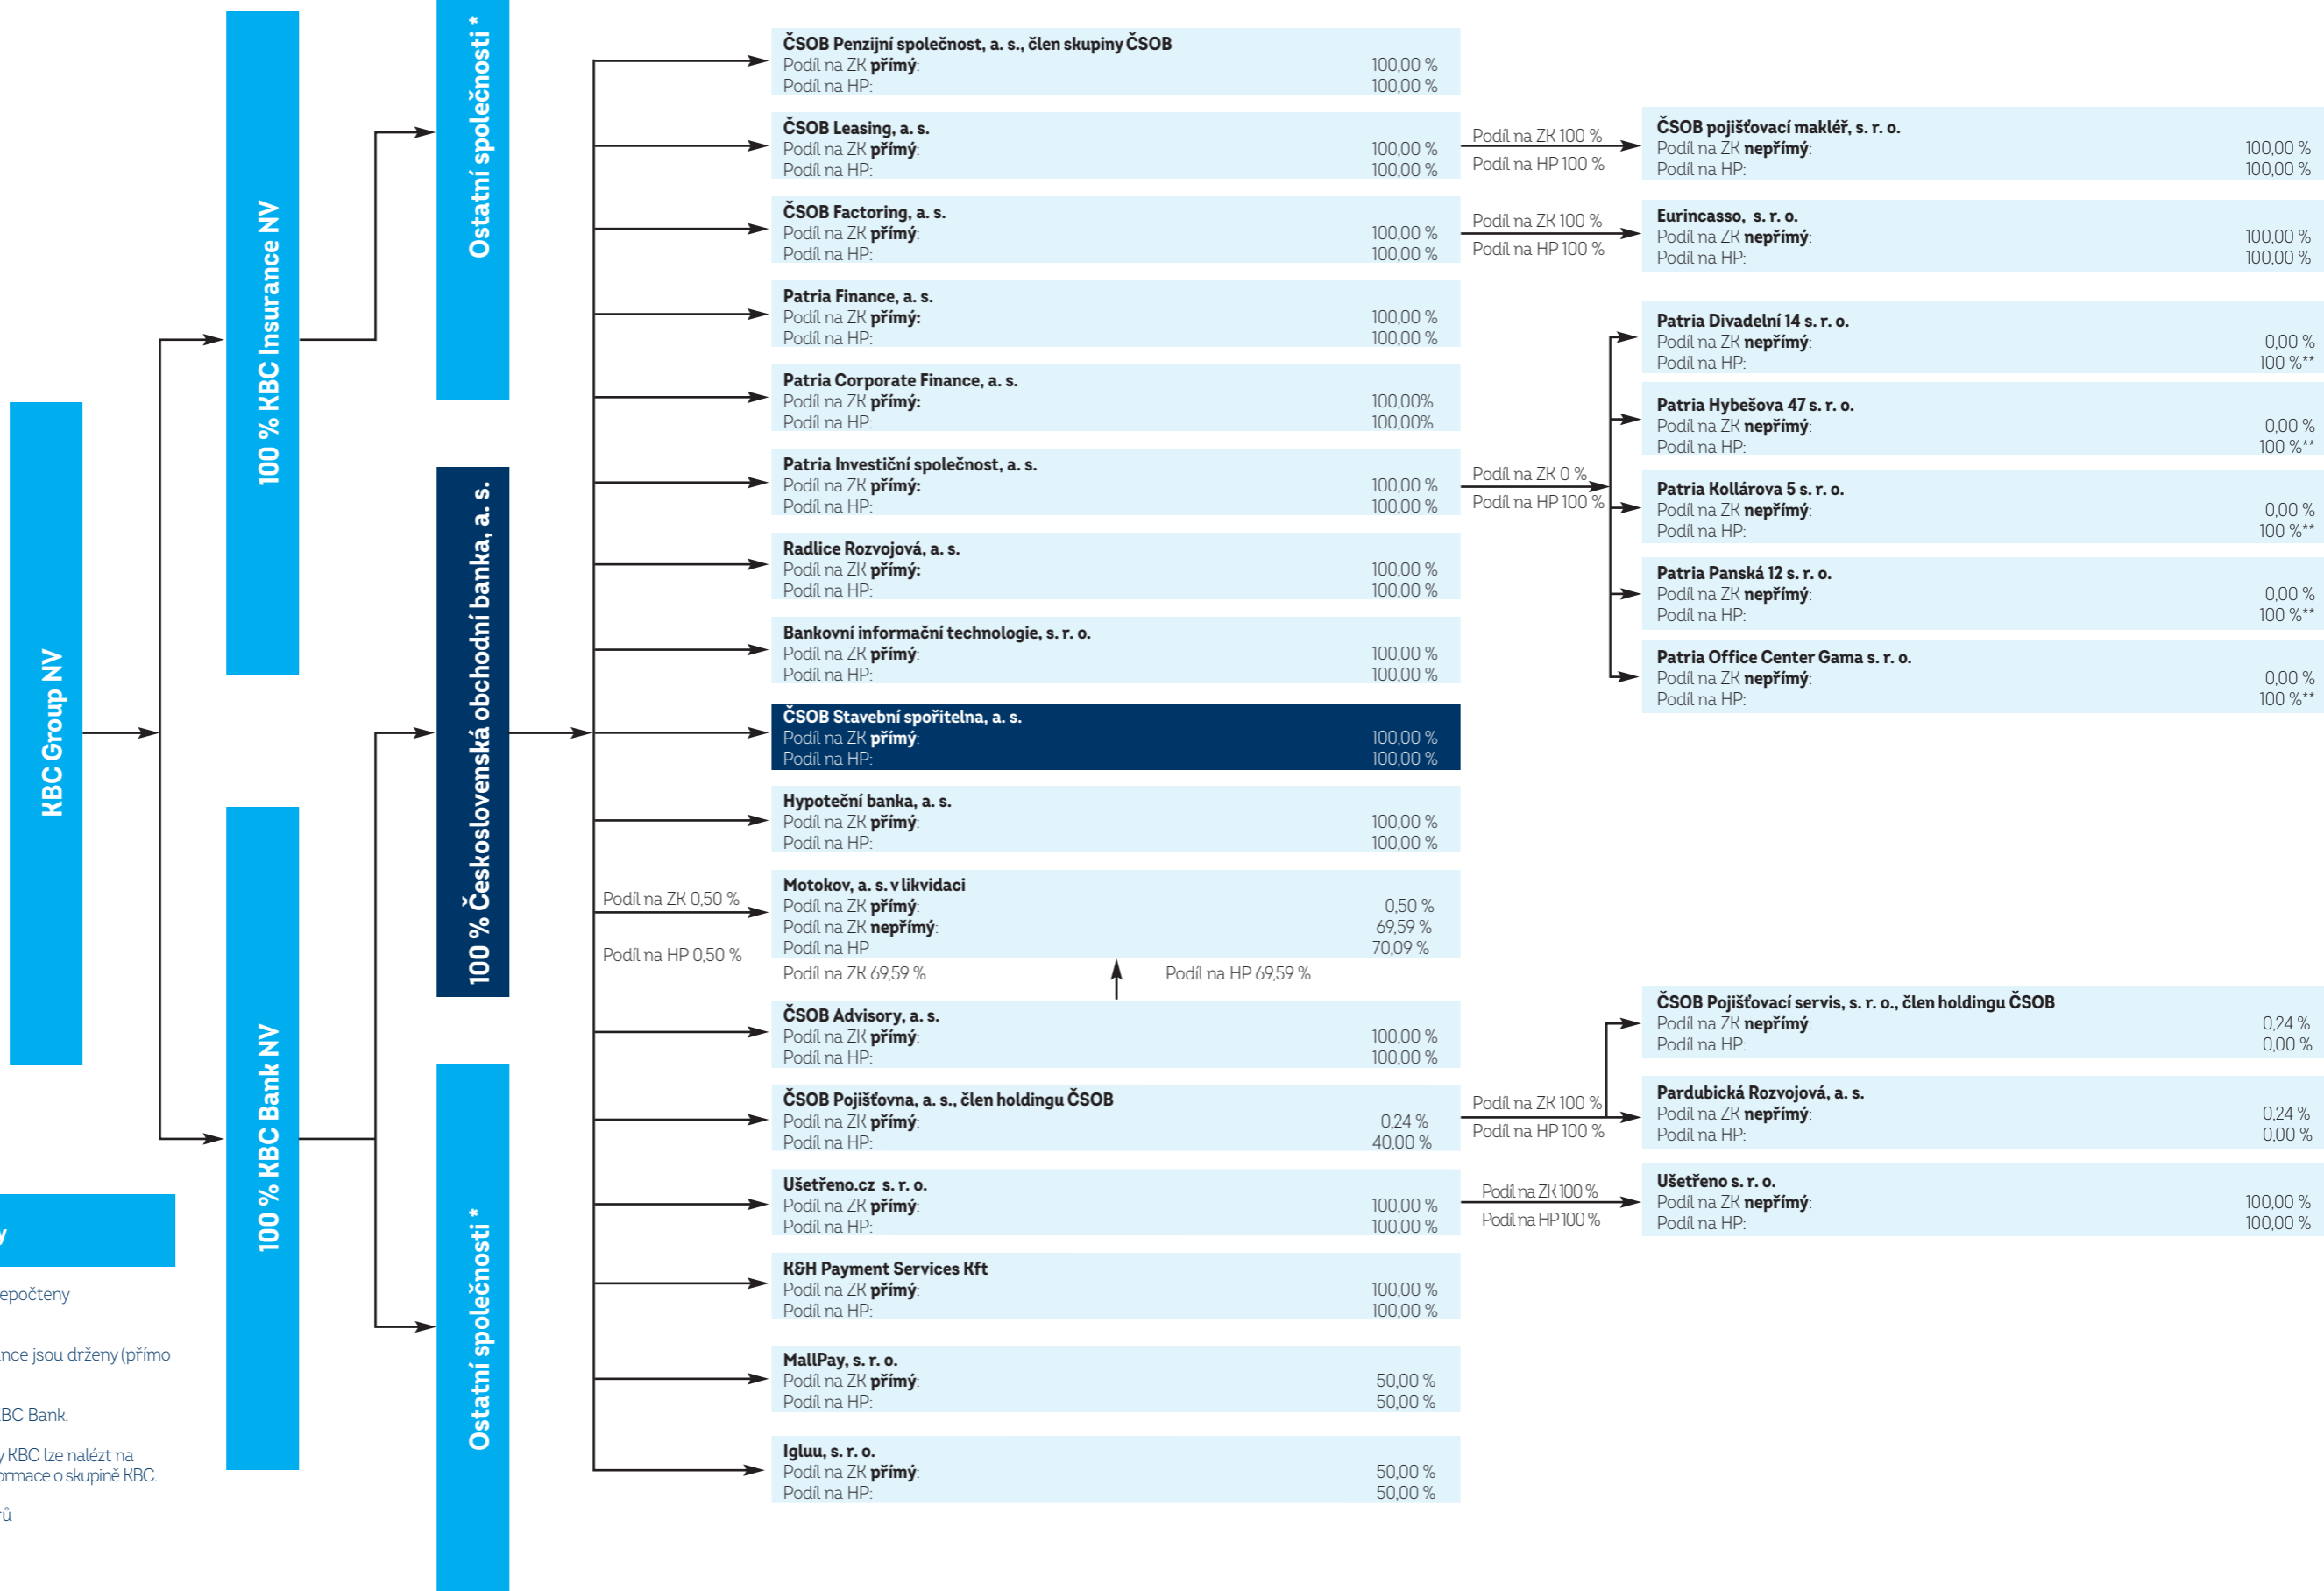 KBC Group NV
100 % KBC Insurance NV
100 % KBC Bank NV
Ostatní společnosti *
100 % Československá obchodní banka, a. s.
Ostatní společnosti *
ČSOB Penzijní společnost, a. s., člen skupiny ČSOB
Podíl na ZK přímý: 100,00 %
Podíl na HP: 100,00 %
ČSOB Leasing, a. s.
Podíl na ZK přímý: 100,00 %
Podíl na HP: 100,00 %
Podíl na ZK 100 %
Podíl na HP 100 %
ČSOB pojišťovací makléř, s. r. o.
Podíl na ZK nepřímý: 100,00 %
Podíl na HP: 100,00 %
ČSOB Factoring, a. s.
Podíl na ZK přímý: 100,00 %
Podíl na HP: 100,00 %
Podíl na ZK 100 %
Podíl na HP 100 %
Eurincasso, s. r. o.
Podíl na ZK nepřímý: 100,00 %
Podíl na HP: 100,00 %
Patria Finance, a. s.
Podíl na ZK přímý: 100,00 %
Podíl na HP: 100,00 %
Patria Corporate Finance, a. s.
Podíl na ZK přímý: 100,00%
Podíl na HP: 100,00%
Patria Investiční společnost, a. s.
Podíl na ZK přímý: 100,00 %
Podíl na HP: 100,00 %
Podíl na ZK 0 %
Podíl na HP 100 %
Patria Divadelní 14 s. r. o.
Podíl na ZK nepřímý: 0,00 %
Podíl na HP: 100 %**
Patria Hybešova 47 s. r. o.
Podíl na ZK nepřímý: 0,00 %
Podíl na HP: 100 %**
Patria Kollárova 5 s. r. o.
Podíl na ZK nepřímý: 0,00 %
Podíl na HP: 100 %**
Patria Panská 12 s. r. o.
Podíl na ZK nepřímý: 0,00 %
Podíl na HP: 100 %**
Patria Office Center Gama s. r. o.
Podíl na ZK nepřímý: 0,00 %
Podíl na HP: 100 %**
Radlice Rozvojová, a. s.
Podíl na ZK přímý: 100,00 %
Podíl na HP: 100,00 %
Bankovní informační technologie, s. r. o.
Podíl na ZK přímý: 100,00 %
Podíl na HP: 100,00 %
ČSOB Stavební spořitelna, a. s.
Podíl na ZK přímý: 100,00 %
Podíl na HP: 100,00 %
Hypoteční banka, a. s.
Podíl na ZK přímý: 100,00 %
Podíl na HP: 100,00 %
Podíl na ZK 0,50 %
Podíl na HP 0,50 %
Motokov, a. s. v likvidaci
Podíl na ZK přímý: 0,50 %
Podíl na ZK nepřímý: 69,59 %
Podíl na HP 70,09 %
Podíl na ZK 69,59 % Podíl na HP 69,59 %
ČSOB Advisory, a. s.
Podíl na ZK přímý: 100,00 %
Podíl na HP: 100,00 %
ČSOB Pojišťovna, a. s., člen holdingu ČSOB
Podíl na ZK přímý: 0,24 %
Podíl na HP: 40,00 %
Podíl na ZK 100 %
Podíl na HP 100 %
ČSOB Pojišťovací servis, s. r. o., člen holdingu ČSOB
Podíl na ZK nepřímý: 0,24 %
Podíl na HP: 0,00 %
Pardubická Rozvojová, a. s.
Podíl na ZK nepřímý: 0,24 %
Podíl na HP: 0,00 %
Ušetřeno.cz s. r. o.
Podíl na ZK přímý: 100,00 %
Podíl na HP: 100,00 %
Podíl na ZK 100 %
Podíl na HP 100 %
Ušetřeno s. r. o.
Podíl na ZK nepřímý: 100,00 %
Podíl na HP: 100,00 %
K&H Payment Services Kft
Podíl na ZK přímý: 100,00 %
Podíl na HP: 100,00 %
MallPay, s. r. o.
Podíl na ZK přímý: 50,00 %
Podíl na HP: 50,00 %
Igluu, s. r. o.
Podíl na ZK přímý: 50,00 %
Podíl na HP: 50,00 %
y
epočteny
nce jsou drženy (přímo
BC Bank.
y KBC lze nalézt na
ormace o skupině KBC.
rů